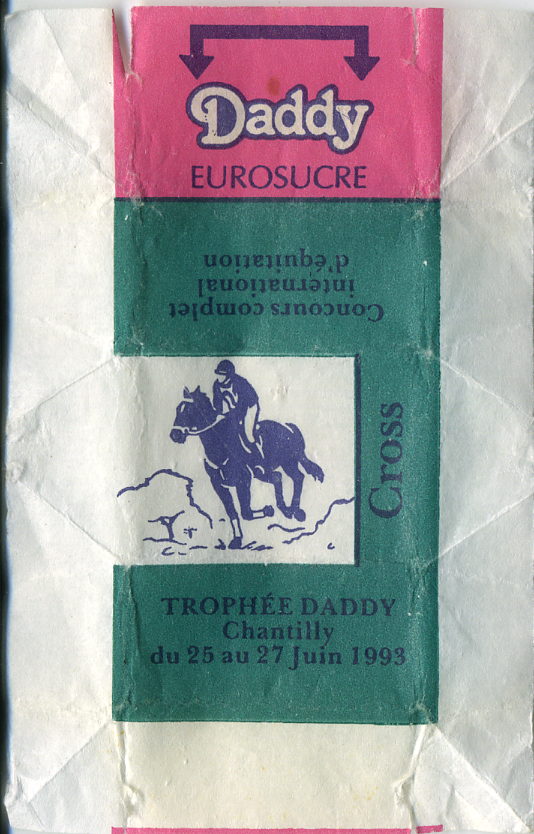 Daddy
EUROSUCRE
Concours complet
international
d'équitation
Cross
TROPHÉE DADDY
Chantilly
du 25 au 27 Juin 1993